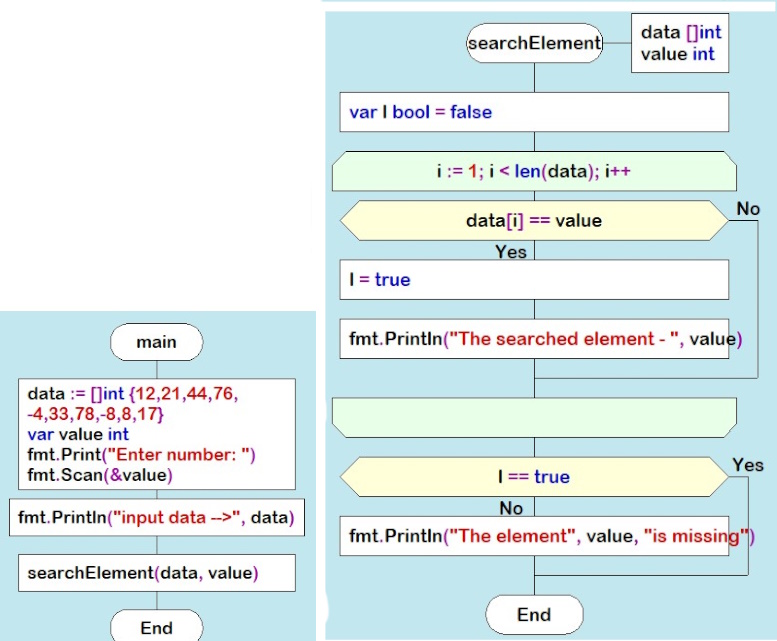 main
data := []int {12,21,44,76,
-4,33,78,-8,8,17}
var value int
fmt.Print("Enter number: ")
fmt.Scan(&value)
fmt.Println("input data -->", data)
searchElement(data, value)
End
searchElement
data []int
value int
var l bool = false
i := 1; i < len(data); i++
data[i] == value
No
Yes
l = true
fmt.Println("The searched element - ", value)
l == true
Yes
No
fmt.Println("The element", value, "is missing")
End